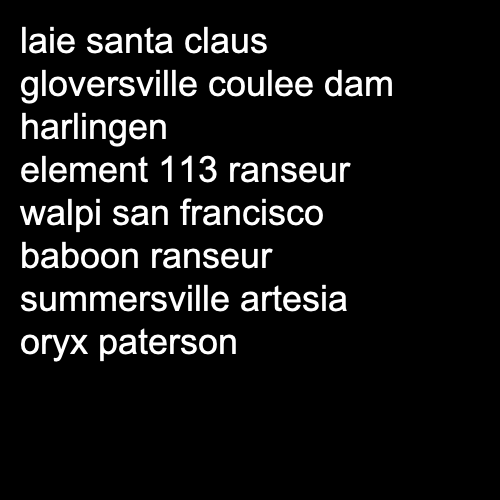 laie santa claus
gloversville coulee dam
harlingen
element 113 ranseur
walpi san francisco
baboon ranseur
summersville artesia
oryx paterson